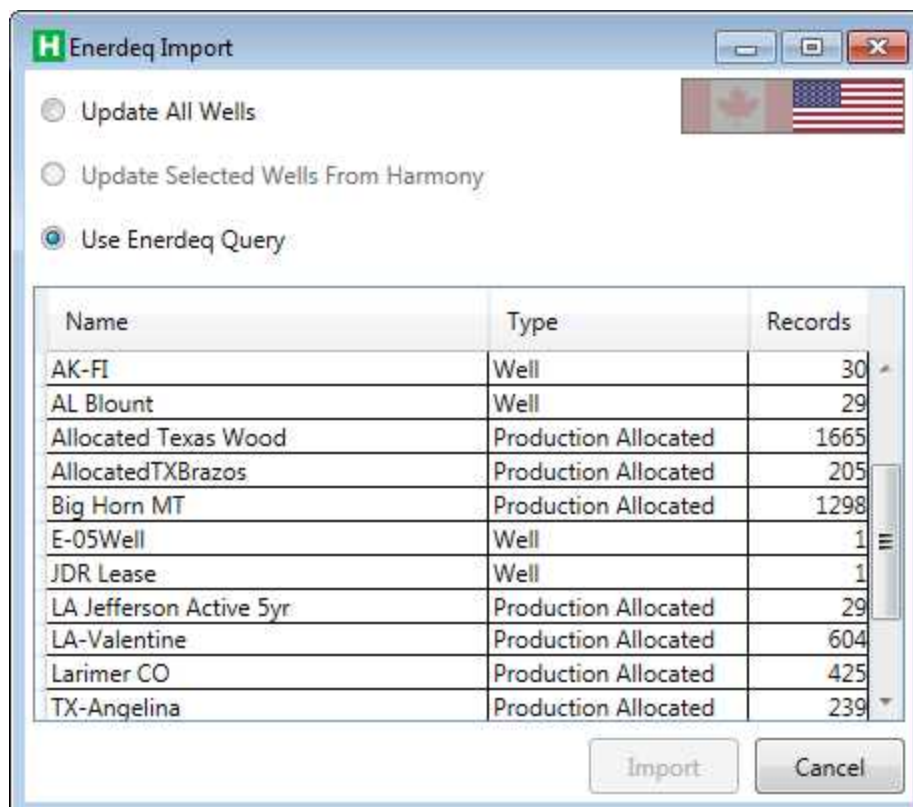 H Enerdeq Import
Update All Wells
Update Selected Wells From Harmony
Use Enerdeq Query
Name Type Records
AK-FI Well 30
AL Blount Well 29
Allocated Texas Wood Production Allocated 1665
AllocatedTXBrazos Production Allocated 205
Big Horn MT Production Allocated 1298
E-05Well Well 1
JDR Lease Well 1
LA Jefferson Active 5yr Production Allocated 29
LA-Valentine Production Allocated 604
Larimer CO Production Allocated 425
TX-Angelina Production Allocated 239
Import Cancel